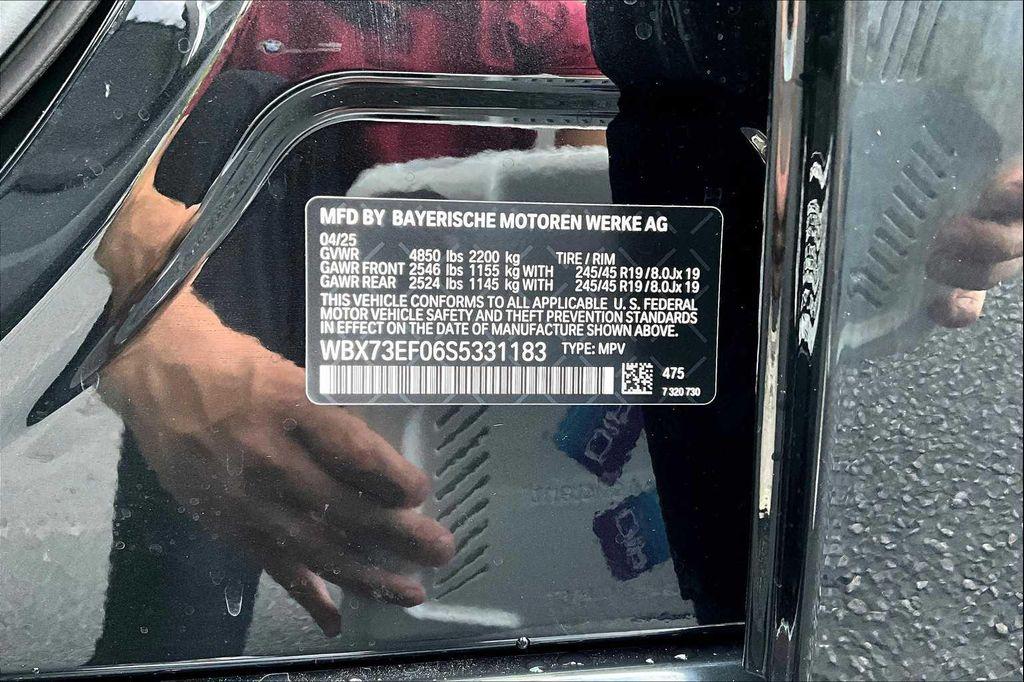 MFD BY BAYERISCHE MOTOREN WERKE AG
04/25
GVWR 4850 lbs 2200 kg TIRE / RIM
GAWR FRONT 2546 lbs 1155 kg WITH 245/45 R19 / 8.0Jx 19
GAWR REAR 2524 lbs 1145 kg WITH 245/45 R19 / 8.0Jx 19
THIS VEHICLE CONFORMS TO ALL APPLICABLE U. S. FEDERAL
MOTOR VEHICLE SAFETY AND THEFT PREVENTION STANDARDS
IN EFFECT ON THE DATE OF MANUFACTURE SHOWN ABOVE.
WBX73EF06S5331183 TYPE: MPV
475
7 320 730